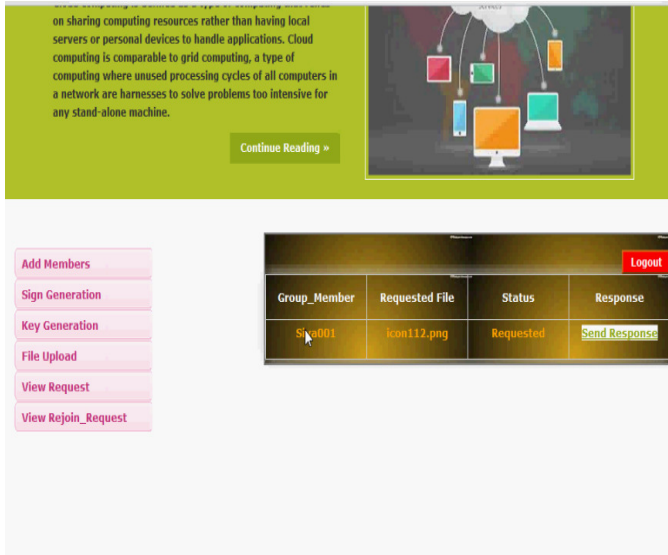 on sharing computing resources rather than having local
servers or personal devices to handle applications. Cloud
computing is comparable to grid computing, a type of
computing where unused processing cycles of all computers in
a network are harnesses to solve problems too intensive for
any stand-alone machine.
Continue Reading »
Servers
Add Members
Sign Generation
Key Generation
File Upload
View Request
View Rejoin_Request
Logout
Group_Member Requested File Status Response
Siva001 icon112.png Requested Send Response